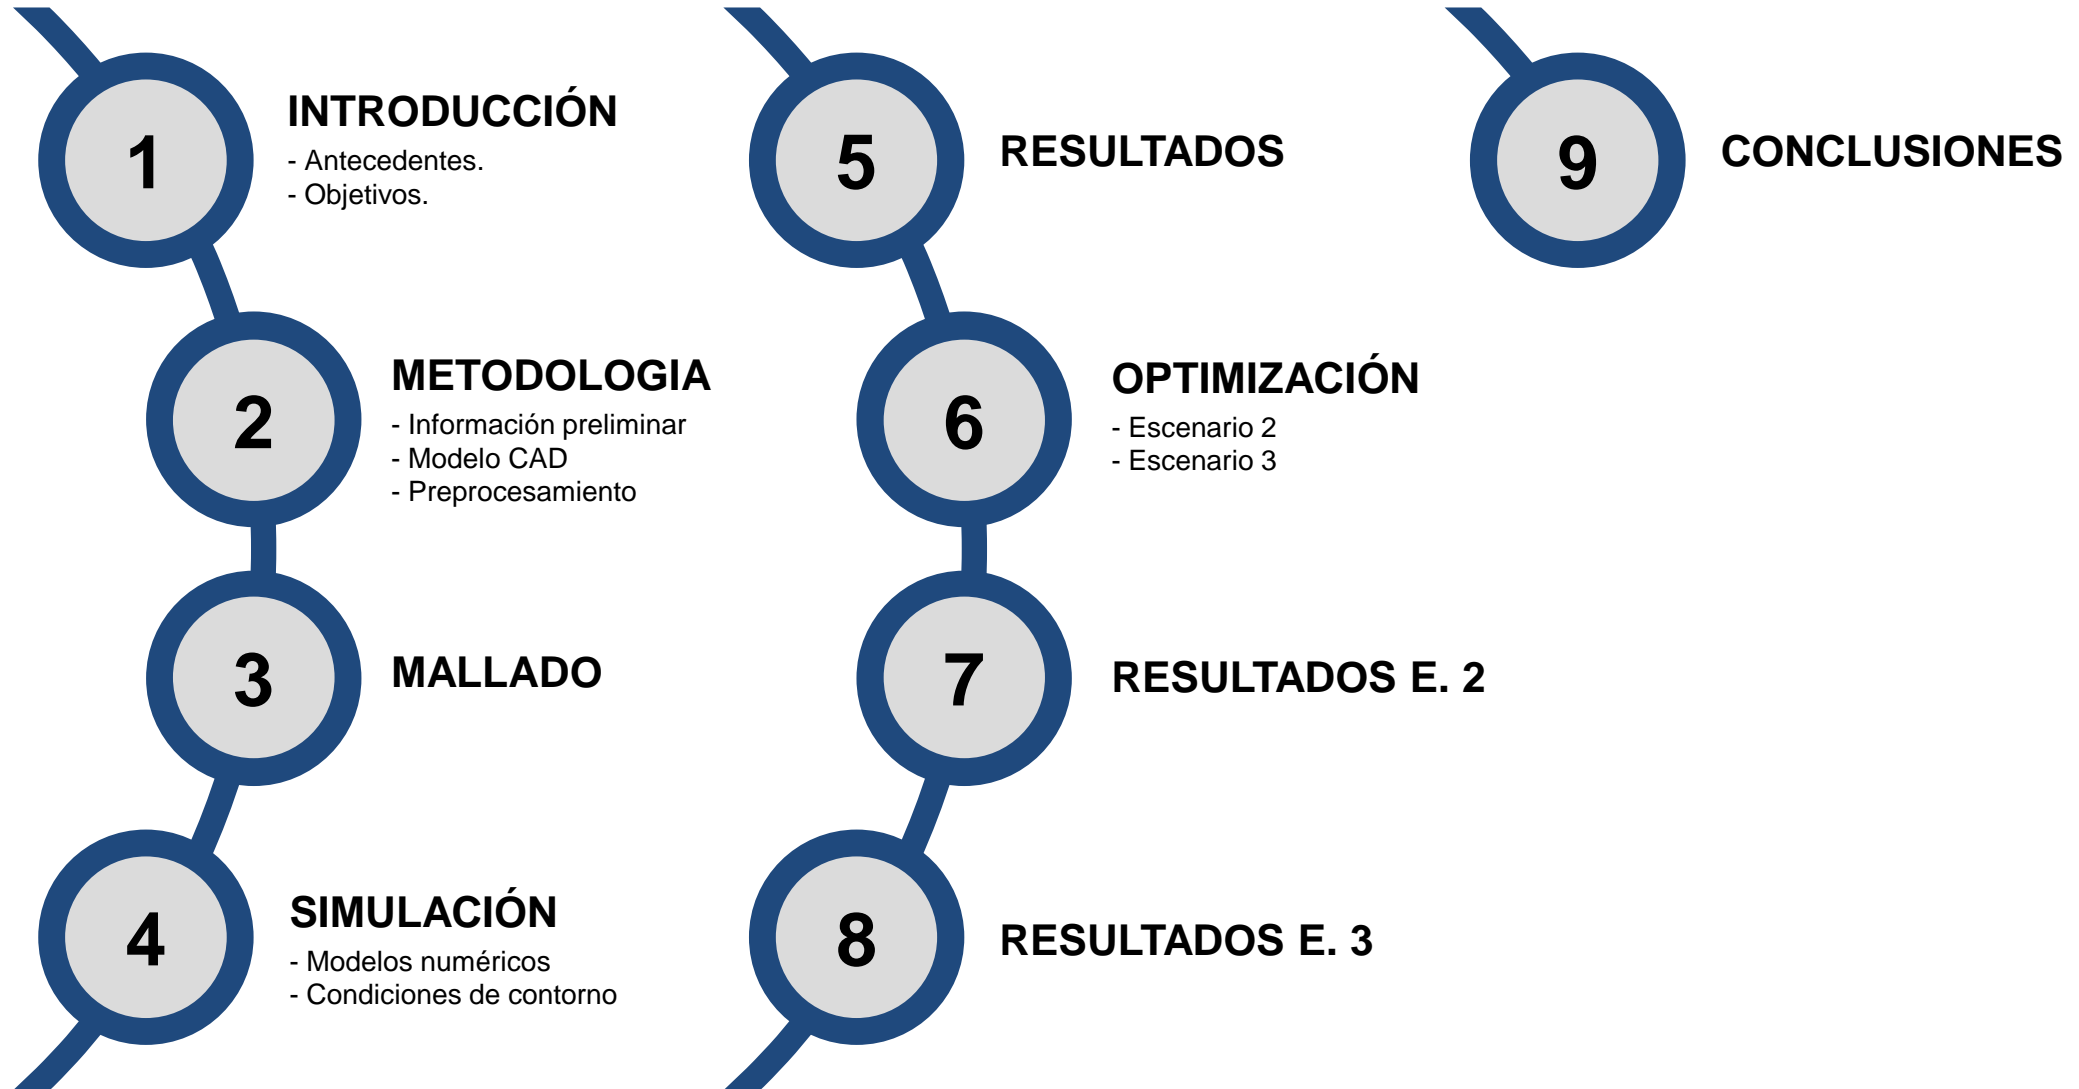 1
INTRODUCCIÓN
- Antecedentes.
- Objetivos.
2
METODOLOGIA
- Información preliminar
- Modelo CAD
- Preprocesamiento
3
MALLADO
4
SIMULACIÓN
- Modelos numéricos
- Condiciones de contorno
5
RESULTADOS
6
OPTIMIZACIÓN
- Escenario 2
- Escenario 3
7
RESULTADOS E. 2
8
RESULTADOS E. 3
9
CONCLUSIONES